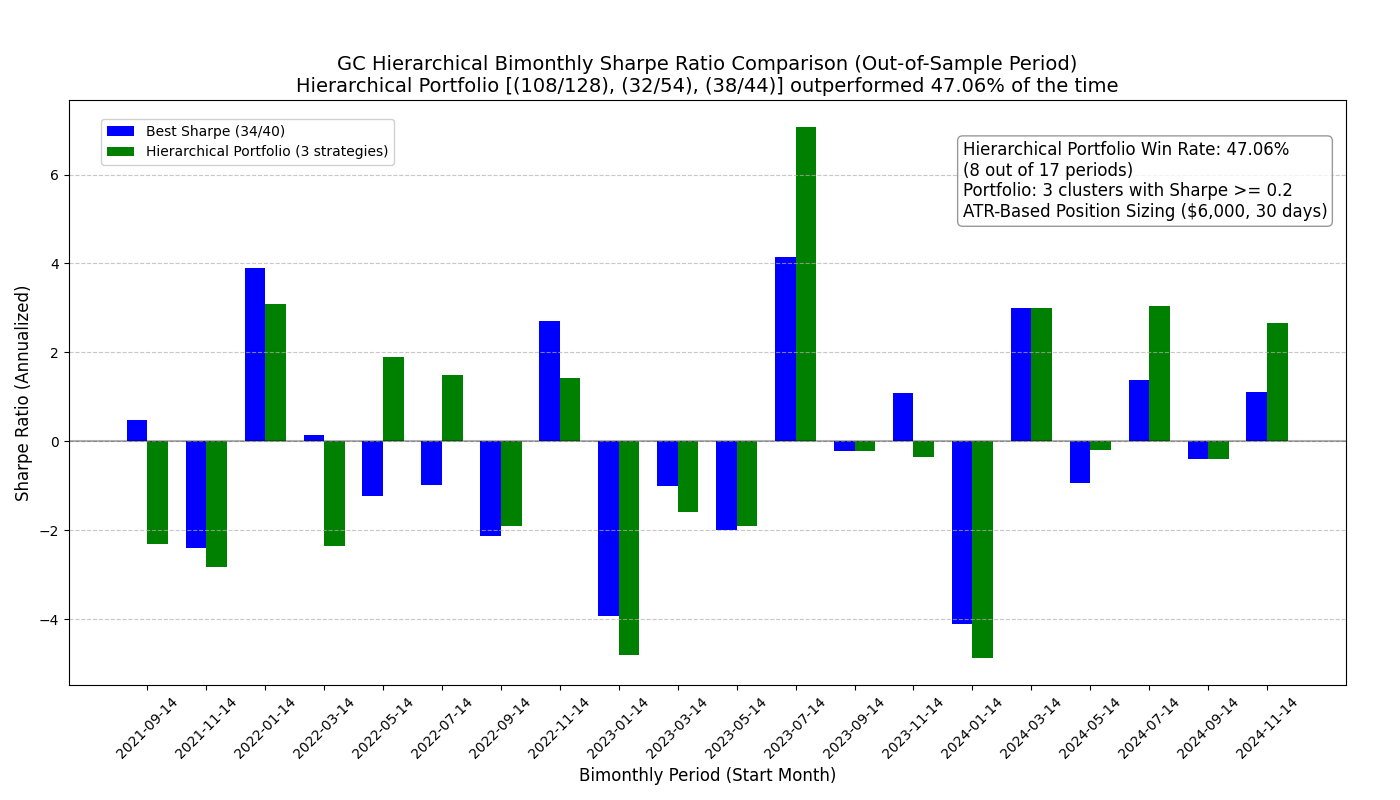 GC Hierarchical Bimonthly Sharpe Ratio Comparison (Out-of-Sample Period)
Hierarchical Portfolio [(108/128), (32/54), (38/44)] outperformed 47.06% of the time
Best Sharpe (34/40)
Hierarchical Portfolio (3 strategies)
Hierarchical Portfolio Win Rate: 47.06%
(8 out of 17 periods)
Portfolio: 3 clusters with Sharpe >= 0.2
ATR-Based Position Sizing ($6,000, 30 days)
Sharpe Ratio (Annualized)
6
4
2
0
−2
−4
2021-09-14
2021-11-14
2022-01-14
2022-03-14
2022-05-14
2022-07-14
2022-09-14
2022-11-14
2023-01-14
2023-03-14
2023-05-14
2023-07-14
2023-09-14
2023-11-14
2024-01-14
2024-03-14
2024-05-14
2024-07-14
2024-09-14
2024-11-14
Bimonthly Period (Start Month)